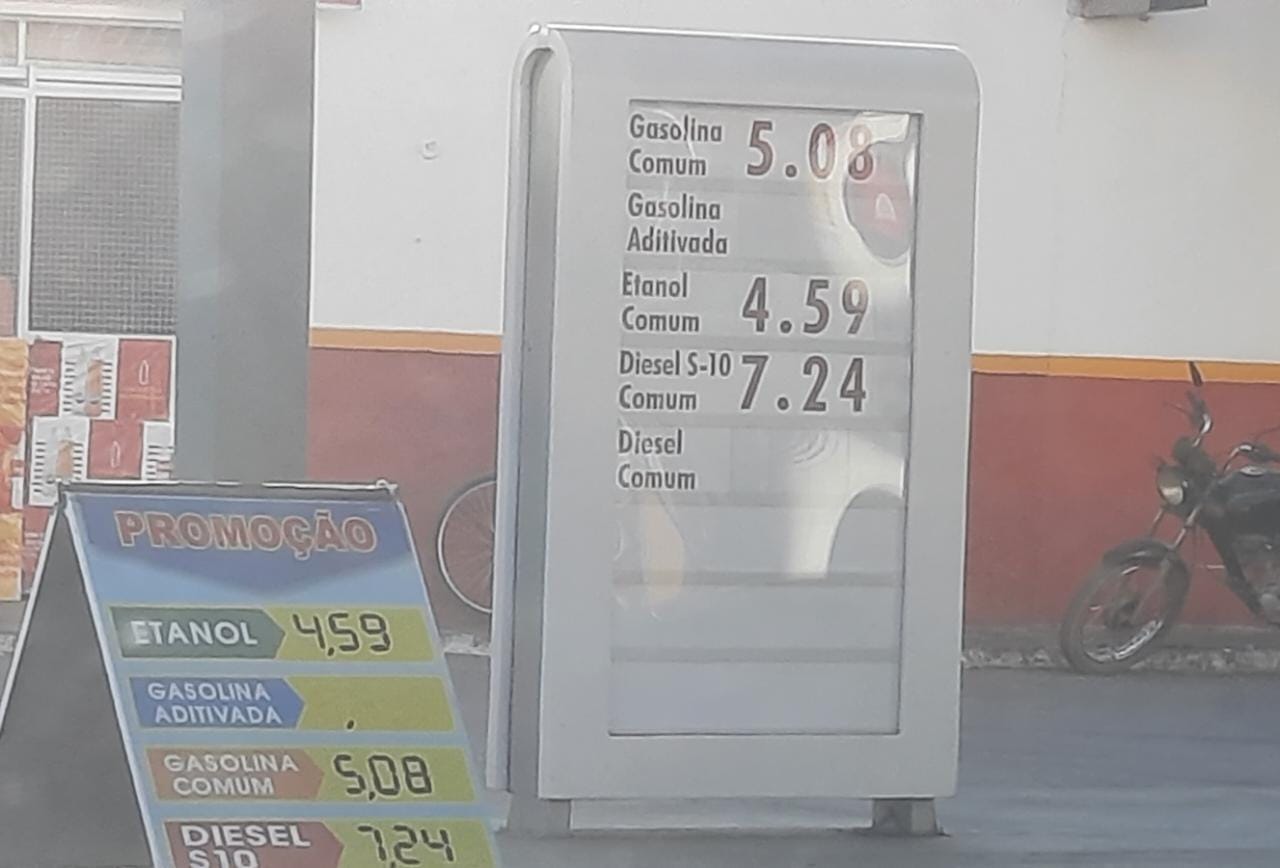 Gasolina
Comum 5.08
Gasolina
Aditivada
Etanol
Comum 4.59
Diesel S-10
Comum 7.24
Diesel
Comum
PROMOÇÃO
ETANOL 4,59
GASOLINA
ADITIVADA ,
GASOLINA
COMUM 5,08
DIESEL
S10 7,24